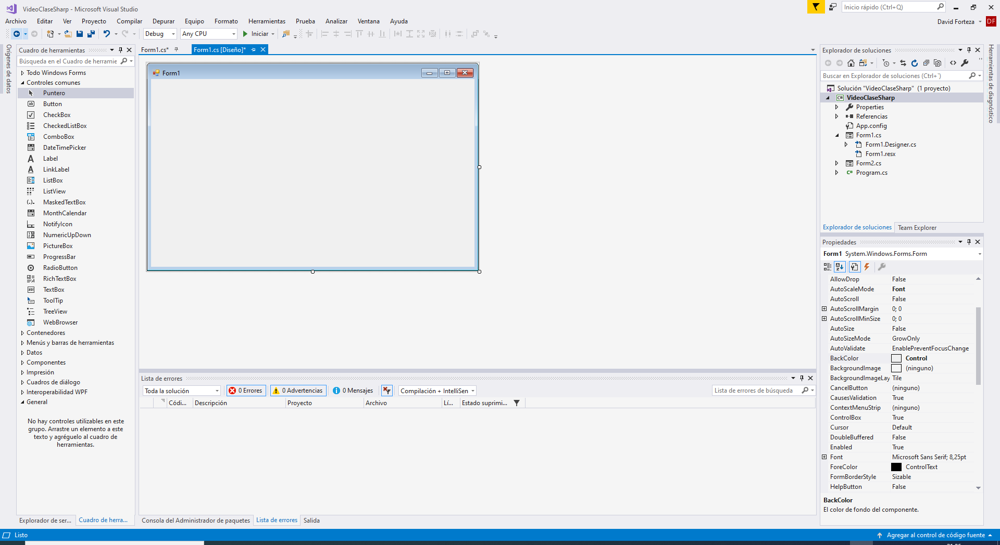 VideoClaseSharp - Microsoft Visual Studio
Inicio rápido (Ctrl+Q)
Archivo Editar Ver Proyecto Compilar Depurar Equipo Formato Herramientas Prueba Analizar Ventana Ayuda
David Forteza DF
Debug Any CPU Iniciar
Orígenes de datos
Cuadro de herramientas
Búsqueda en el Cuadro de herramie
Todo Windows Forms
Controles comunes
Puntero
Button
CheckBox
CheckedListBox
ComboBox
DateTimePicker
Label
LinkLabel
ListBox
ListView
MaskedTextBox
MonthCalendar
NotifyIcon
NumericUpDown
PictureBox
ProgressBar
RadioButton
RichTextBox
TextBox
ToolTip
TreeView
WebBrowser
Contenedores
Menús y barras de herramientas
Datos
Componentes
Impresión
Cuadros de diálogo
Interoperabilidad WPF
General
No hay controles utilizables en este
grupo. Arrastre un elemento a este
texto y agréguelo al cuadro de
herramientas.
Explorador de ser... Cuadro de herra...
Form1.cs* Form1.cs [Diseño]*
Form1
Lista de errores
Toda la solución 0 Errores 0 Advertencias 0 Mensajes Compilación + IntelliSen Lista de errores de búsqueda
Códi... Descripción Proyecto Archivo Lí... Estado suprimi...
Consola del Administrador de paquetes Lista de errores Salida
Explorador de soluciones
Buscar en Explorador de soluciones (Ctrl+`)
Solución "VideoClaseSharp" (1 proyecto)
C# VideoClaseSharp
Properties
Referencias
App.config
Form1.cs
Form1.Designer.cs
Form1.resx
Form2.cs
C# Program.cs
Explorador de soluciones Team Explorer
Propiedades
Form1 System.Windows.Forms.Form
AllowDrop False
AutoScaleMode Font
AutoScroll False
AutoScrollMargin 0; 0
AutoScrollMinSize 0; 0
AutoSize False
AutoSizeMode GrowOnly
AutoValidate EnablePreventFocusChange
BackColor Control
BackgroundImage (ninguno)
BackgroundImageLay Tile
CancelButton (ninguno)
CausesValidation True
ContextMenuStrip (ninguno)
ControlBox True
Cursor Default
DoubleBuffered False
Enabled True
Font Microsoft Sans Serif; 8,25pt
ForeColor ControlText
FormBorderStyle Sizable
HelpButton False
BackColor
El color de fondo del componente.
Herramientas de diagnóstico
Listo
Agregar al control de código fuente